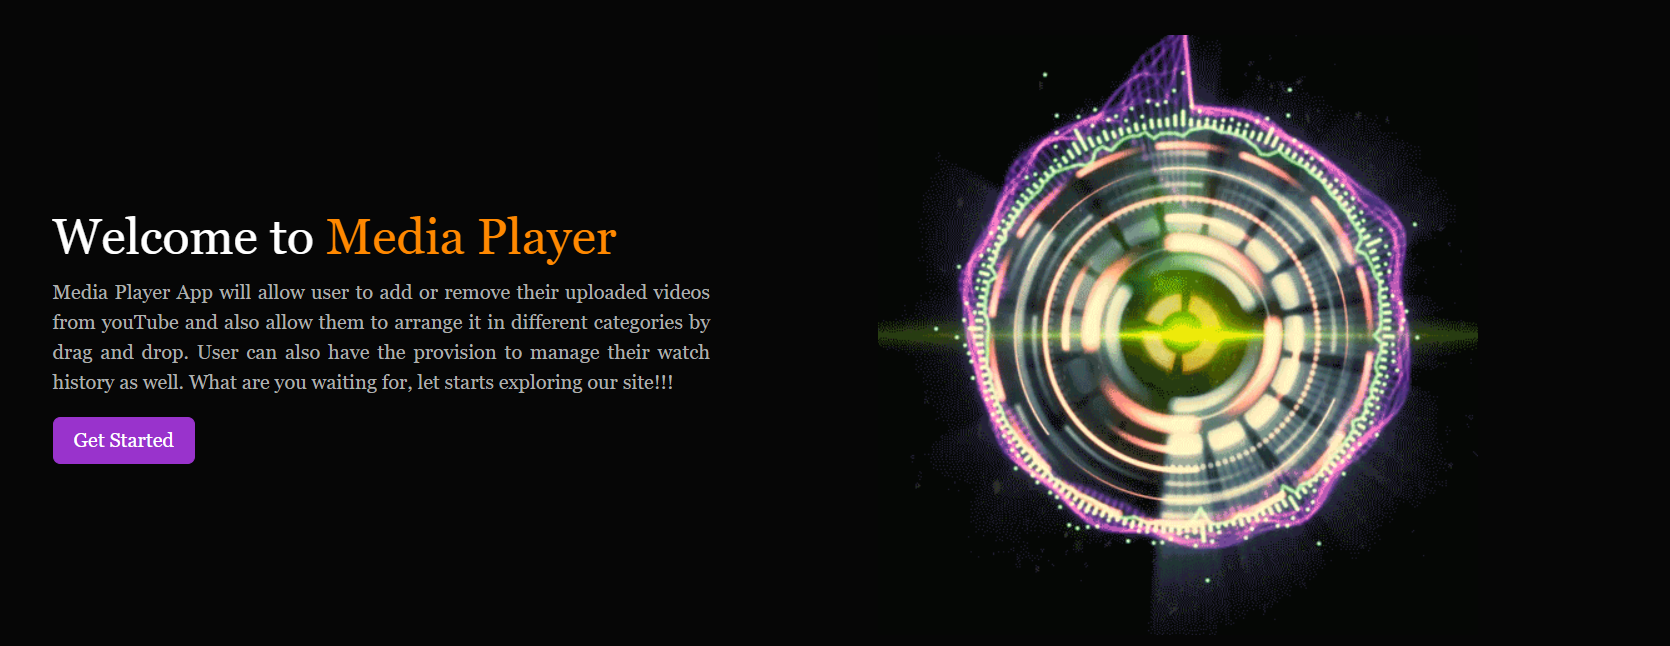 Welcome to Media Player
Media Player App will allow user to add or remove their uploaded videos
from youTube and also allow them to arrange it in different categories by
drag and drop. User can also have the provision to manage their watch
history as well. What are you waiting for, let starts exploring our site!!!
Get Started